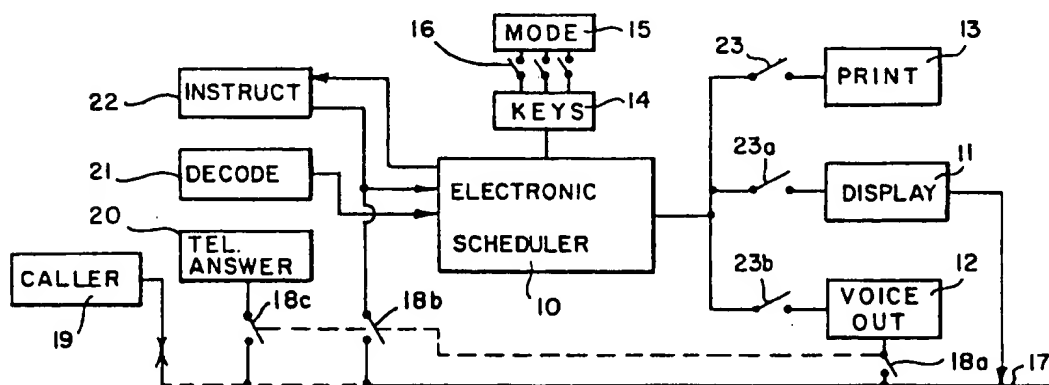 16
MODE
15
23
PRINT
13
22
INSTRUCT
KEYS
14
21
DECODE
ELECTRONIC
SCHEDULER
10
23a
DISPLAY
11
20
TEL.
ANSWER
CALLER
19
18c
18b
23b
VOICE
OUT
12
18a
17